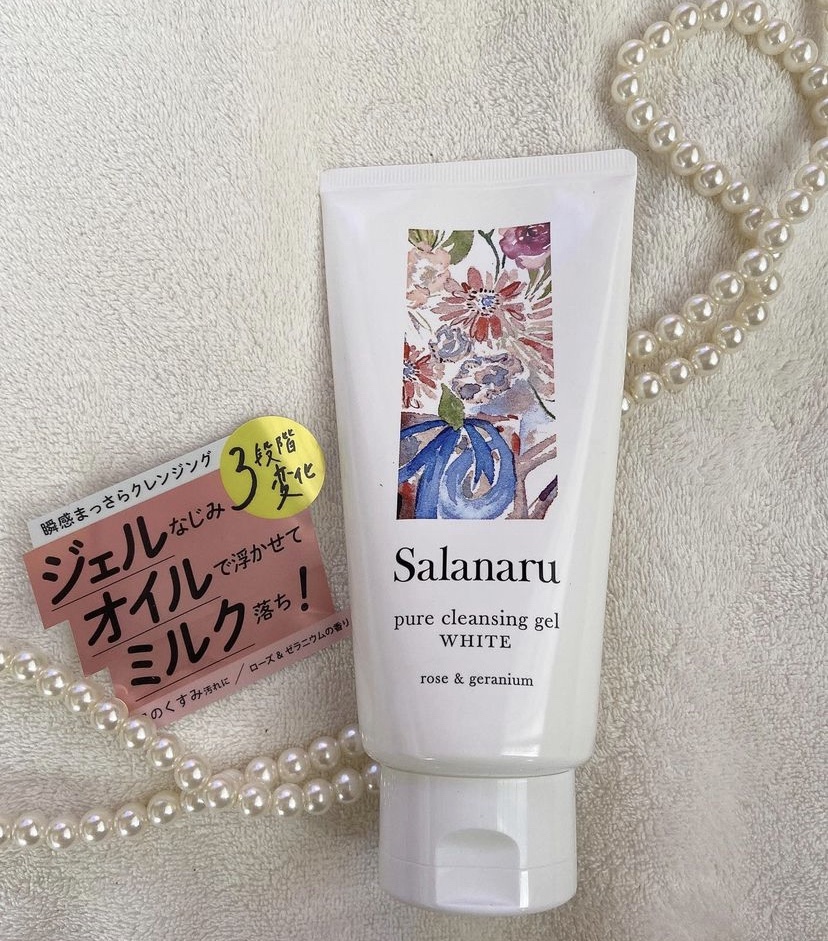 瞬感まっさらクレンジング
3段階
変化
ジェルなじみ
オイルで浮かせて
ミルク落ち!
のくすみ汚れに / ローズ & ゼラニウムの香り
Salanaru
pure cleansing gel
WHITE
rose & geranium